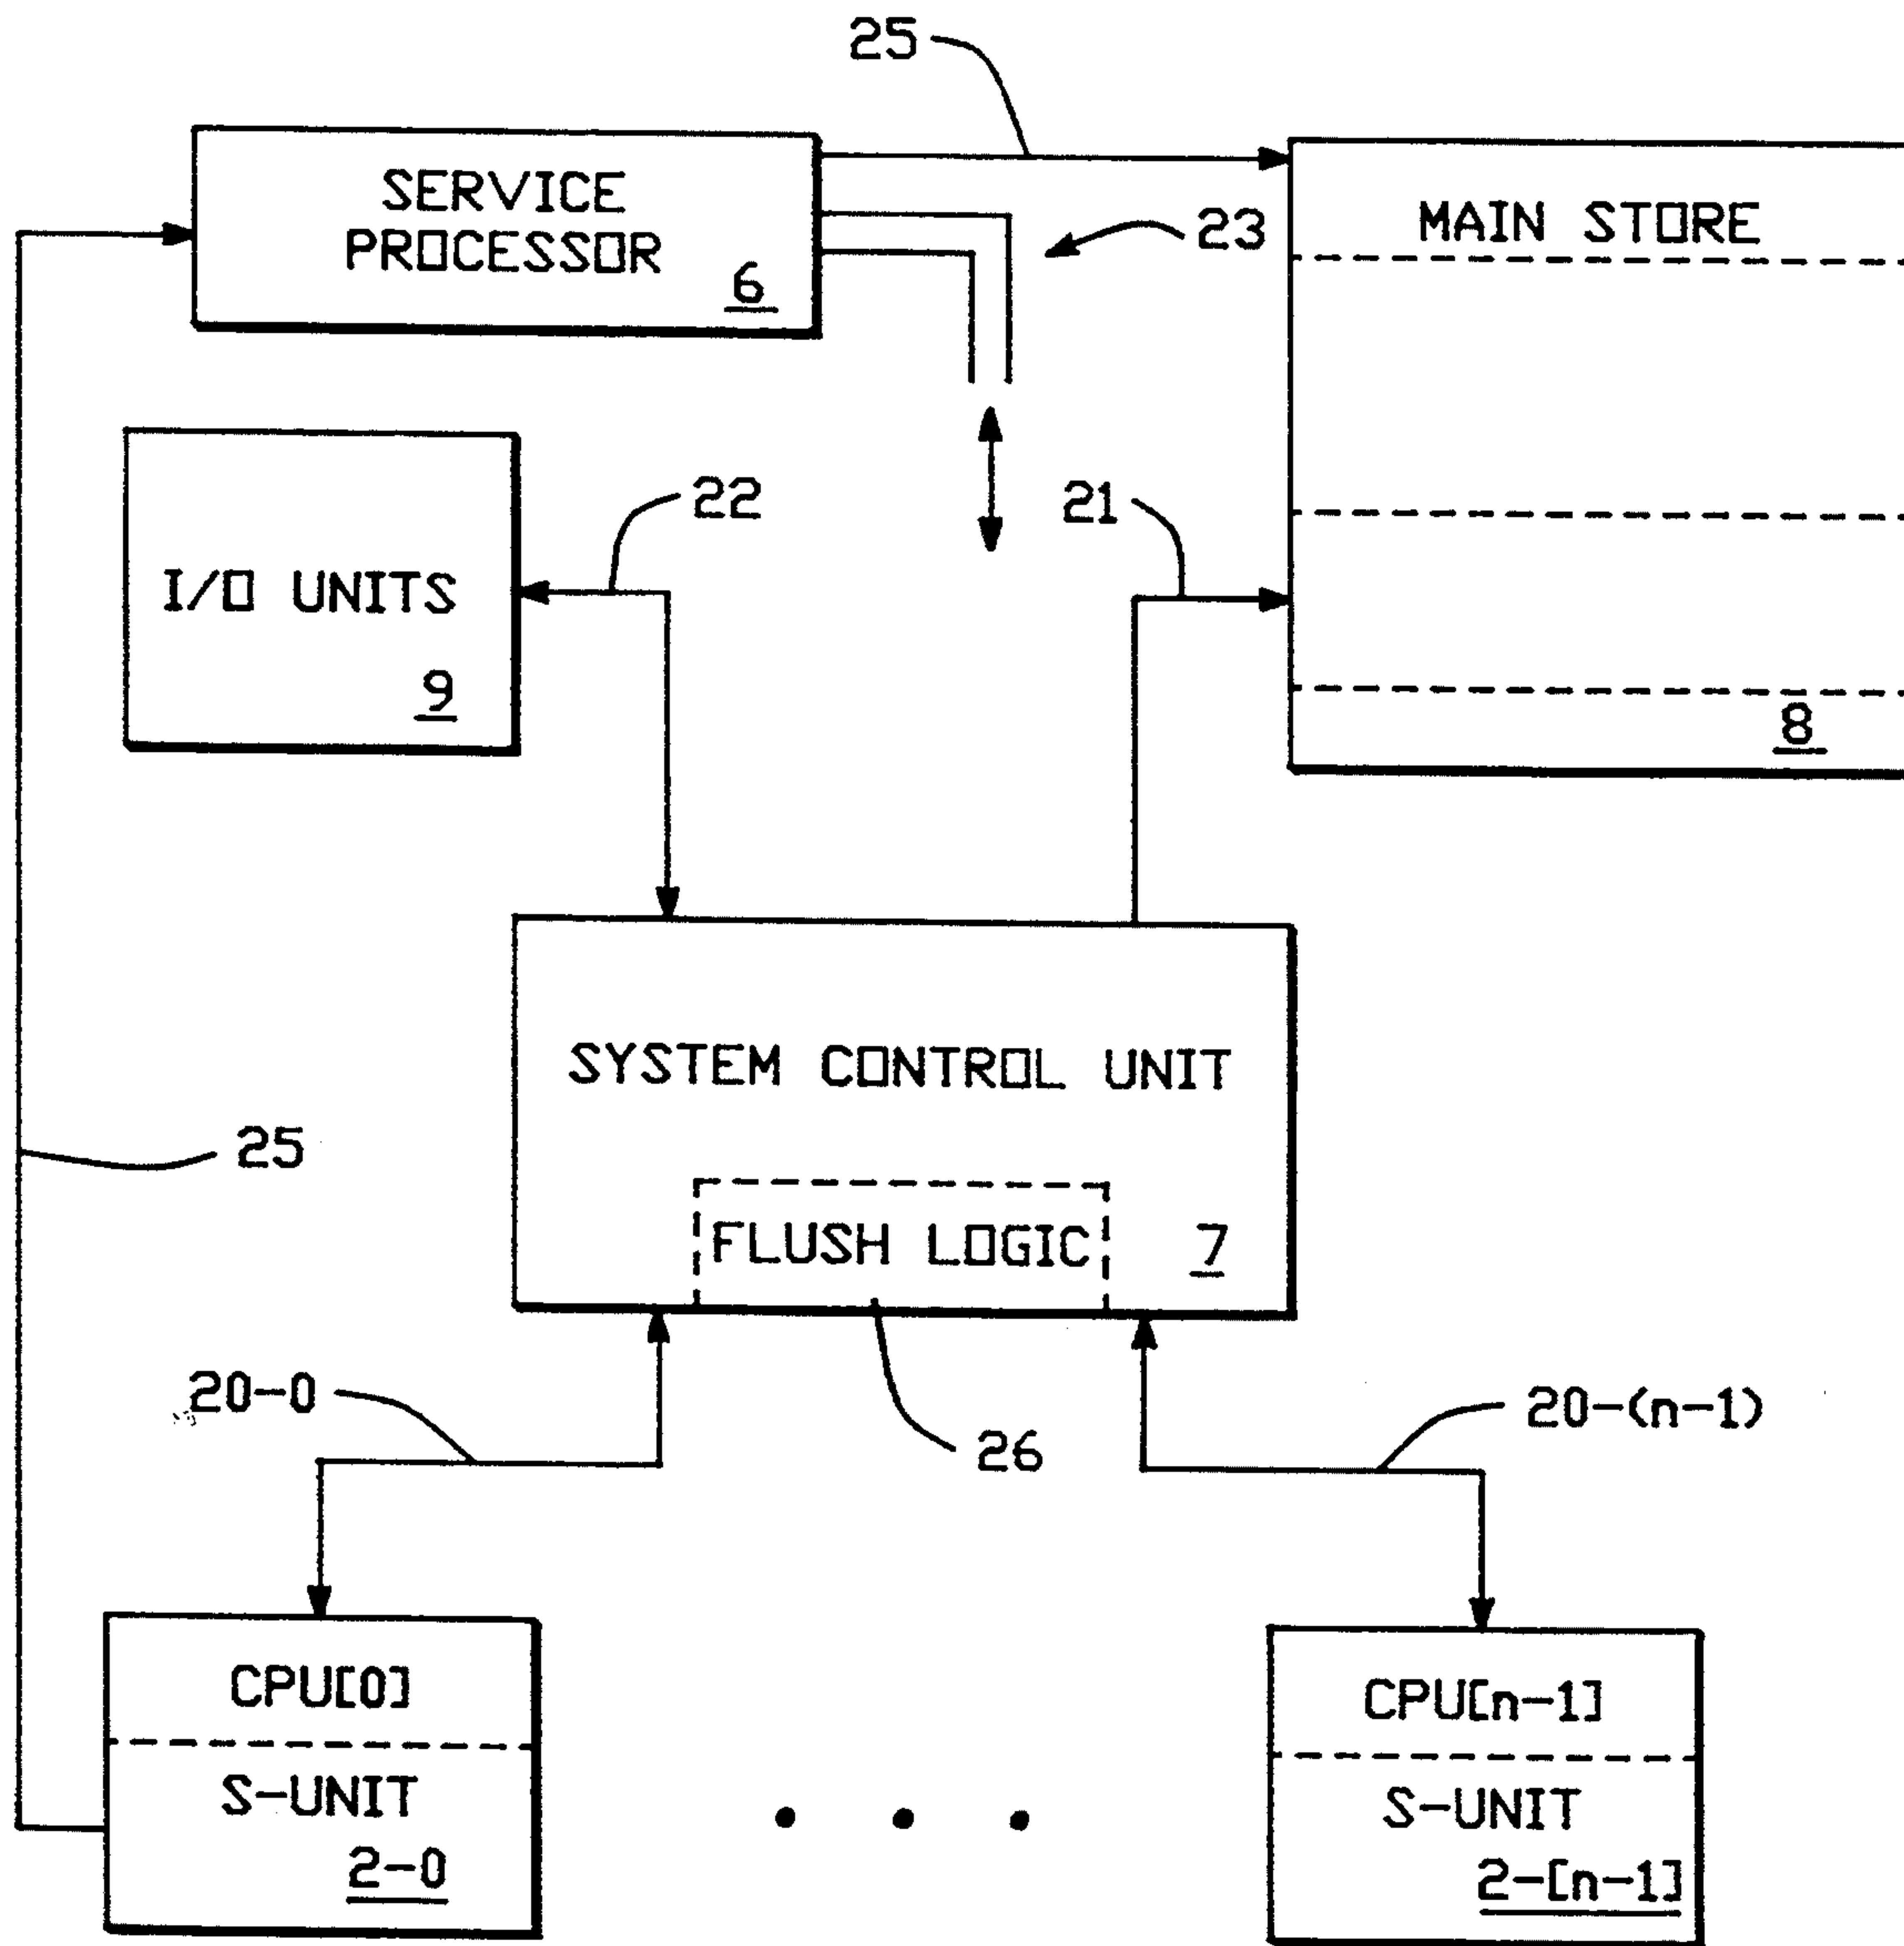 25
SERVICE
PROCESSOR
6
MAIN STORE
23
22
21
I/O UNITS
9
8
SYSTEM CONTROL UNIT
25
FLUSH LOGIC
7
20-0
26
20-(n-1)
CPU[0]
S-UNIT
2-0
CPU[n-1]
S-UNIT
2-[n-1]